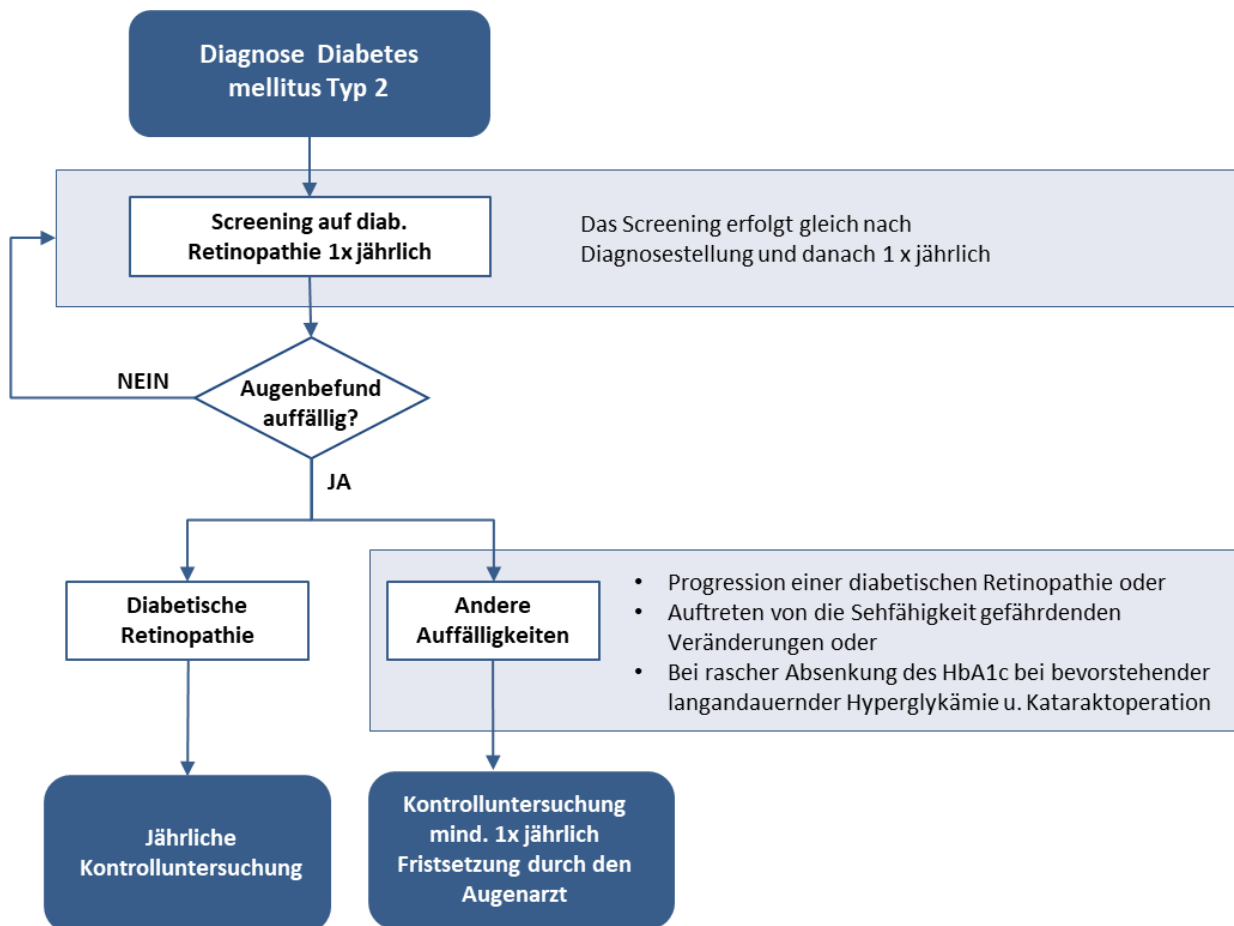 Diagnose Diabetes
mellitus Typ 2
Screening auf diab.
Retinopathie 1x jährlich
Das Screening erfolgt gleich nach
Diagnosestellung und danach 1 x jährlich
NEIN
Augenbefund
auffällig?
JA
Diabetische
Retinopathie
Andere
Auffälligkeiten
• Progression einer diabetischen Retinopathie oder
• Auftreten von die Sehfähigkeit gefährdenden
Veränderungen oder
• Bei rascher Absenkung des HbA1c bei bevorstehender
langandauernder Hyperglykämie u. Kataraktoperation
Jährliche
Kontrolluntersuchung
Kontrolluntersuchung
mind. 1x jährlich
Fristsetzung durch den
Augenarzt